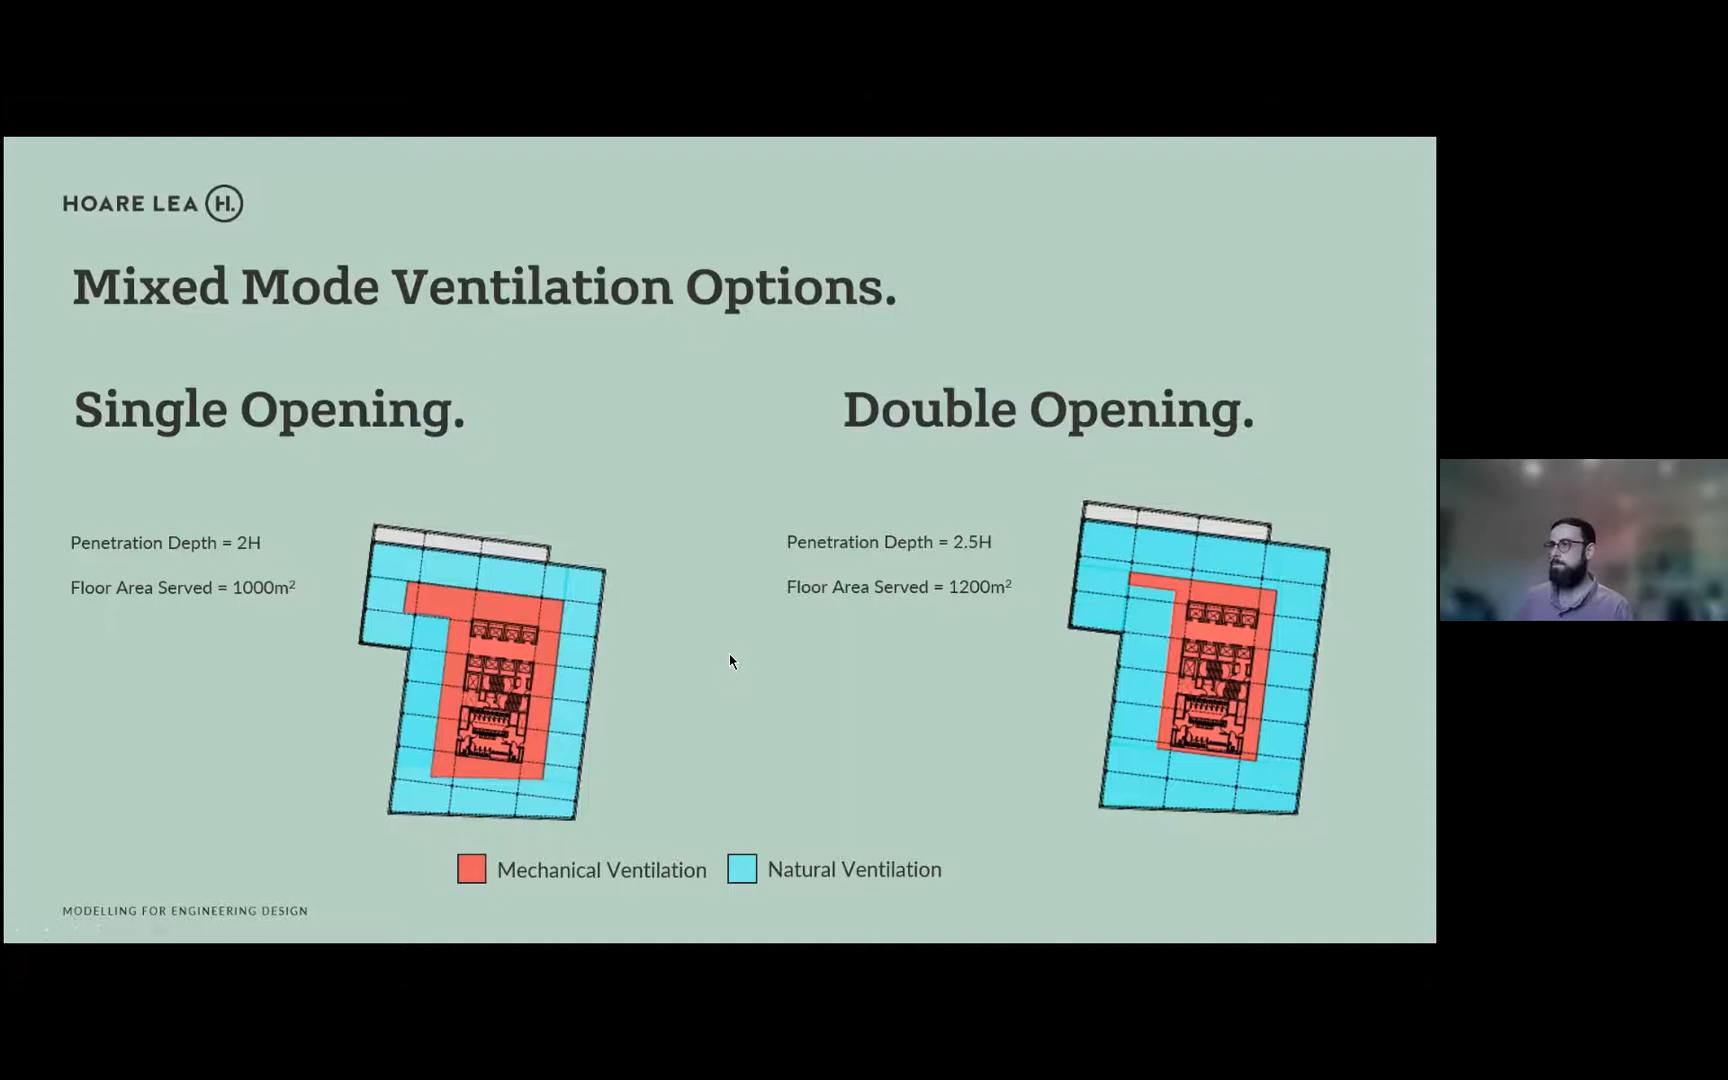 HOARE LEA H.
Mixed Mode Ventilation Options.
Single Opening.
Double Opening.
Penetration Depth = 2H
Floor Area Served = 1000m²
Penetration Depth = 2.5H
Floor Area Served = 1200m²
Mechanical Ventilation
Natural Ventilation
MODELLING FOR ENGINEERING DESIGN